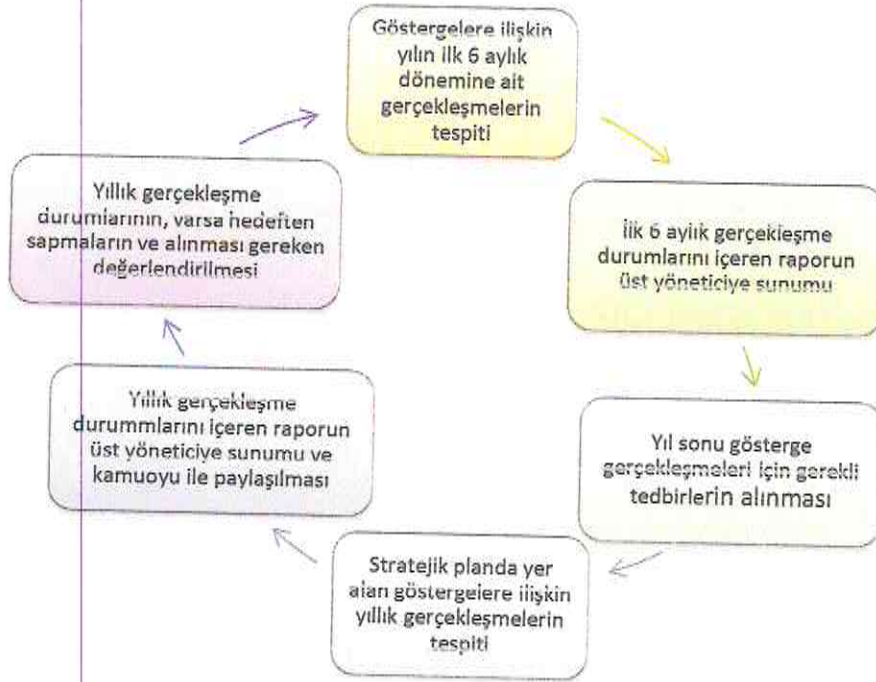 Göstergelere ilişkin
yılın ilk 6 aylık
dönemine ait
gerçekleşmelerin
tespiti
İlk 6 aylık gerçekleşme
durumlarını içeren raporun
üst yöneticiye sunumu
Yıl sonu gösterge
gerçekleşmeleri için gerekli
tedbirlerin alınması
Stratejik planda yer
alan göstergelere ilişkin
yıllık gerçekleşmelerin
tespiti
Yıllık gerçekleşme
durummlarını içeren raporun
üst yöneticiye sunumu ve
kamuoyu ile paylaşılması
Yıllık gerçekleşme
durumlarının, varsa hedeften
sapmaların ve alınması gereken
değerlendirilmesi